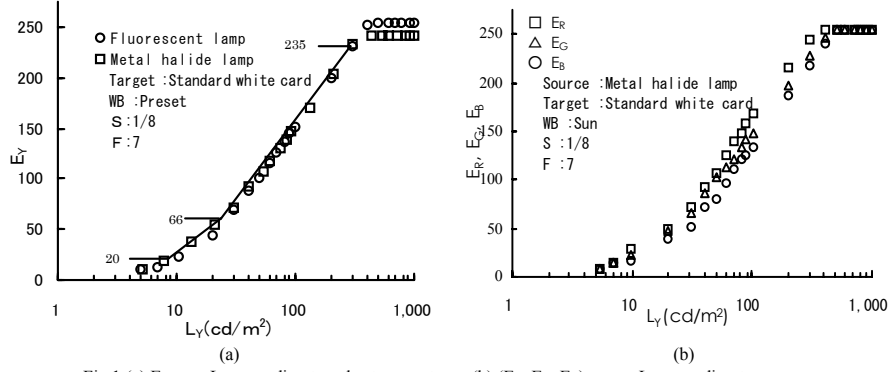 (a)
Fluorescent lamp
Metal halide lamp
Target :Standard white card
WB :Preset
S :1/8
F :7
235
66
20
250
200
150
100
50
0
E_Y
1 10 100 1,000
L_Y(cd/m²)
(a)
(b)
E_R
E_G
E_B
Source :Metal halide lamp
Target :Standard white card
WB :Sun
S :1/8
F :7
250
200
150
100
50
0
E_R, E_G, E_B
1 10 100 1,000
L_Y(cd/m²)
(b)